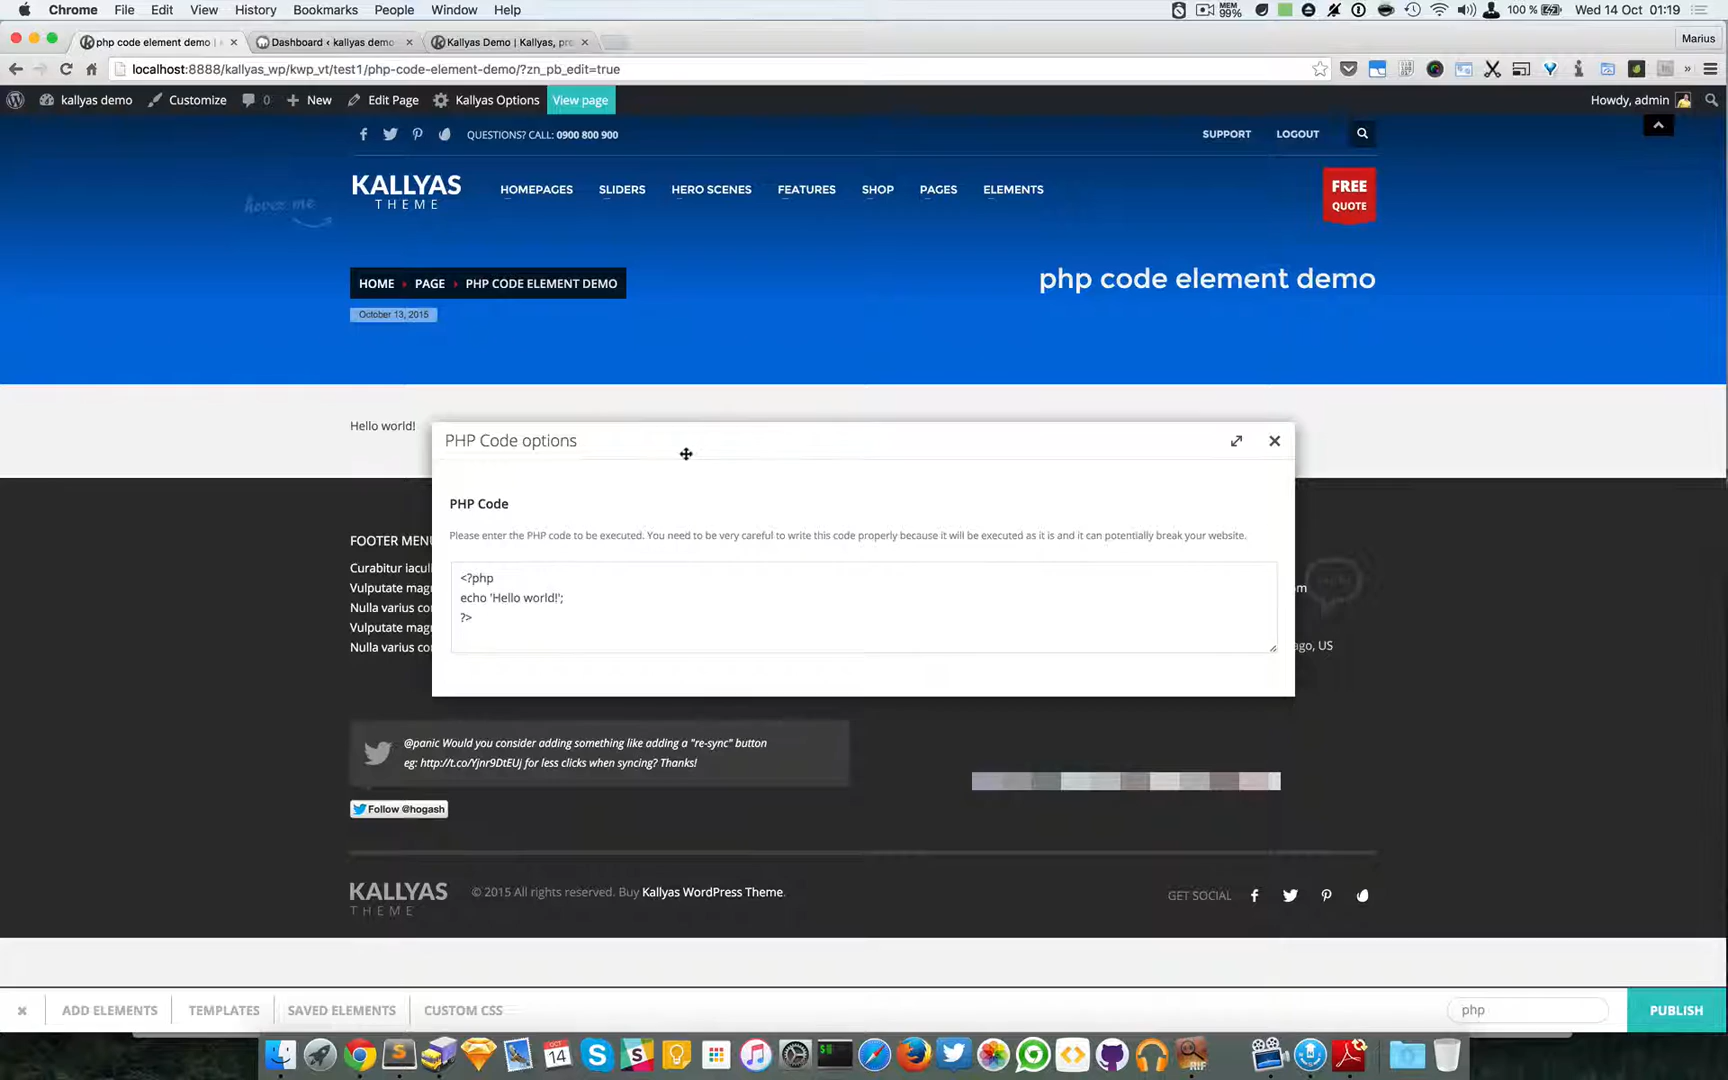 Chrome File Edit View History Bookmarks People Window Help
MEM 99% 100 % Wed 14 Oct 01:19
php code element demo | Dashboard ‹ kallyas demo Kallyas Demo | Kallyas, pr Marius
localhost:8888/kallyas_wp/kwp_vt/test1/php-code-element-demo/?zn_pb_edit=true
kallyas demo Customize 0 New Edit Page Kallyas Options View page Howdy, admin
QUESTIONS? CALL: 0900 800 900 SUPPORT LOGOUT
KALLYAS
THEME
HOMEPAGES SLIDERS HERO SCENES FEATURES SHOP PAGES ELEMENTS
FREE
QUOTE
hover me
HOME PAGE PHP CODE ELEMENT DEMO
php code element demo
October 13, 2015
Hello world!
PHP Code options
PHP Code
Please enter the PHP code to be executed. You need to be very careful to write this code properly because it will be executed as it is and it can potentially break your website.
<?php
echo 'Hello world!';
?>
FOOTER MENU
Curabitur iacul
Vulputate mag om
Nulla varius co
Vulputate mag
Nulla varius co ago, US
@panic Would you consider adding something like adding a "re-sync" button
eg: http://t.co/Yjnr9DtEUj for less clicks when syncing? Thanks!
Follow @hogash
KALLYAS
THEME
© 2015 All rights reserved. Buy Kallyas WordPress Theme.
GET SOCIAL
ADD ELEMENTS TEMPLATES SAVED ELEMENTS CUSTOM CSS php PUBLISH
OCT
14